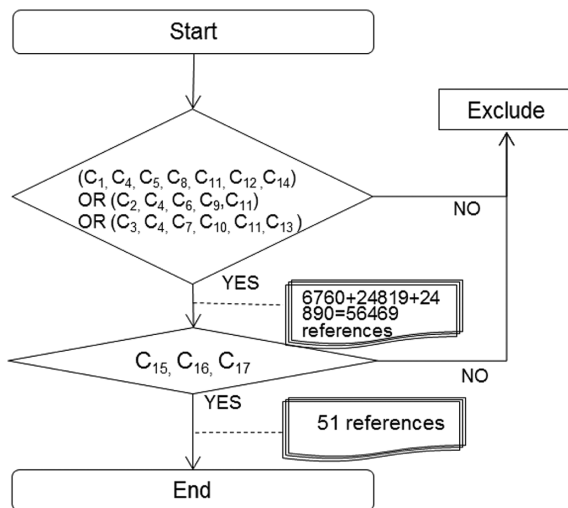 Start
Exclude
(C₁, C₄, C₅, C₈, C₁₁, C₁₂, C₁₄)
OR (C₂, C₄, C₆, C₉, C₁₁)
OR (C₃, C₄, C₇, C₁₀, C₁₁, C₁₃)
NO
YES
6760+24819+24
890=56469
references
C₁₅, C₁₆, C₁₇
NO
YES
51 references
End